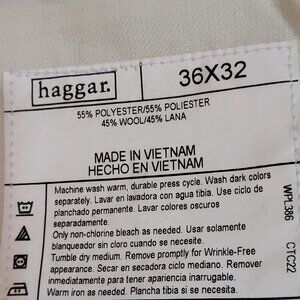 haggar.
36X32
55% POLYESTER/55% POLIESTER
45% WOOL/45% LANA
MADE IN VIETNAM
HECHO EN VIETNAM
Machine wash warm, durable press cycle. Wash dark colors
separately. Lavar en lavadora con agua tibia. Ciclo de
planchado permanente. Lavar colores oscuros
separadamente.
Only non-chlorine bleach as needed. Usar solamente
blanqueador sin cloro cuando se necesite.
Tumble dry medium. Remove promptly for Wrinkle-Free
appearance. Secar en secadora ciclo mediano. Remover
inmediatamente para tener apariencia inarrugable.
Warm iron as needed. Plancha tibia si se necesite.
WPL386
CTC22